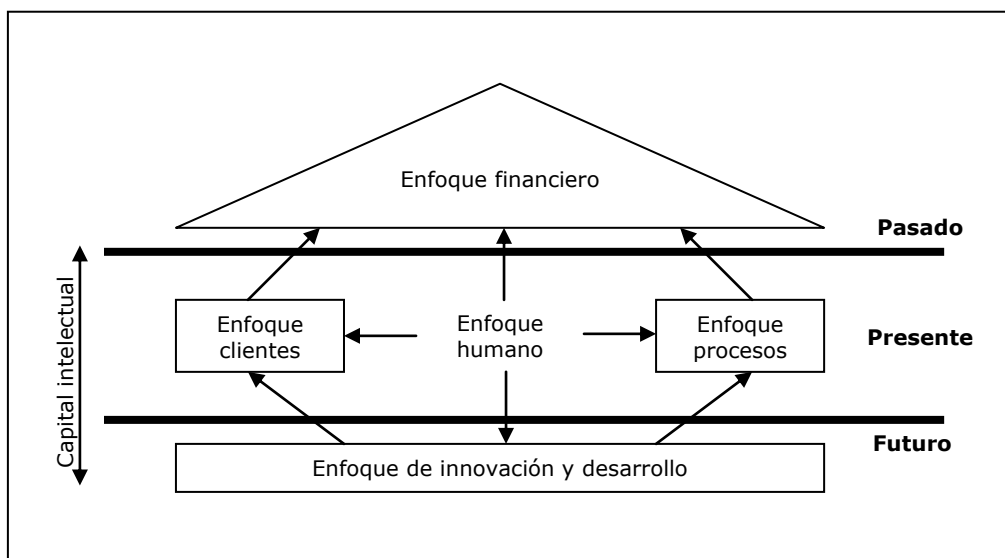 Enfoque financiero
Pasado
Capital intelectual
Enfoque
clientes
Enfoque
humano
Enfoque
procesos
Presente
Futuro
Enfoque de innovación y desarrollo